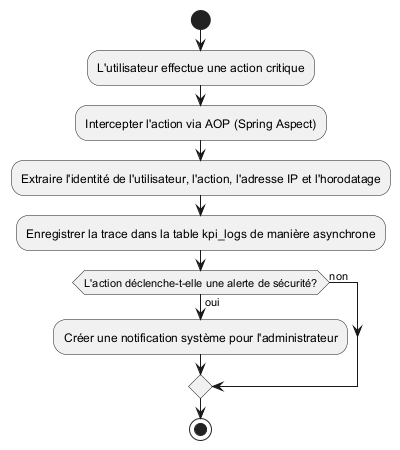 L'utilisateur effectue une action critique
Intercepter l'action via AOP (Spring Aspect)
Extraire l'identité de l'utilisateur, l'action, l'adresse IP et l'horodatage
Enregistrer la trace dans la table kpi_logs de manière asynchrone
L'action déclenche-t-elle une alerte de sécurité?
non
oui
Créer une notification système pour l'administrateur